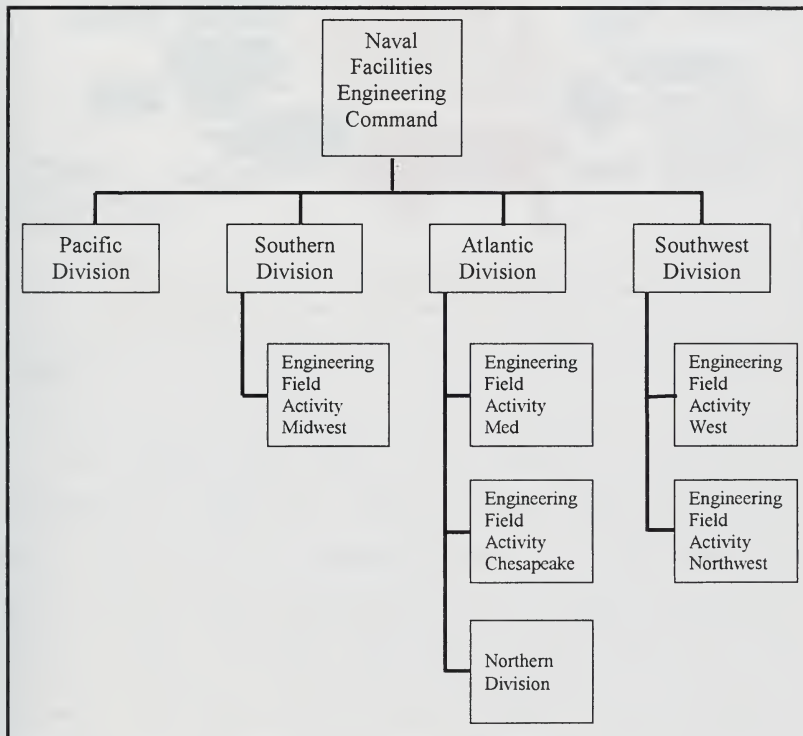 Naval
Facilities
Engineering
Command
Pacific
Division
Southern
Division
Atlantic
Division
Southwest
Division
Engineering
Field
Activity
Midwest
Engineering
Field
Activity
Med
Engineering
Field
Activity
West
Engineering
Field
Activity
Chesapeake
Engineering
Field
Activity
Northwest
Northern
Division